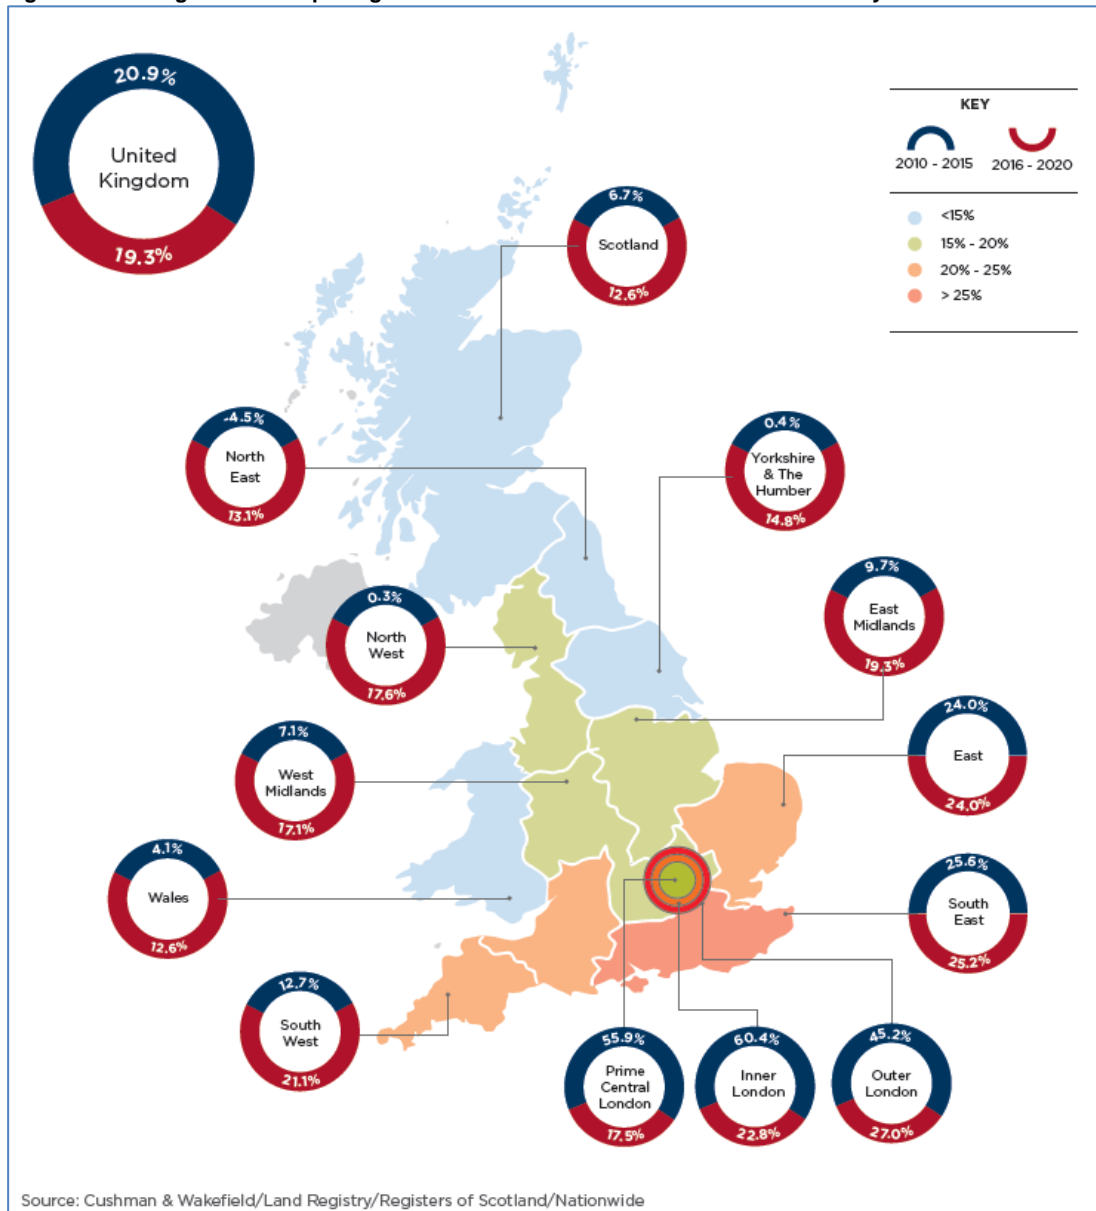 20.9%
United
Kingdom
19.3%
KEY
2010 - 2015
2016 - 2020
<15%
15% - 20%
20% - 25%
> 25%
6.7%
Scotland
12.6%
-4.5%
North
East
13.1%
0.4%
Yorkshire
& The
Humber
14.8%
9.7%
East
Midlands
19.3%
0.3%
North
West
17.6%
24.0%
East
24.0%
7.1%
West
Midlands
17.1%
4.1%
Wales
12.6%
25.6%
South
East
25.2%
12.7%
South
West
21.1%
55.9%
Prime
Central
London
17.5%
60.4%
Inner
London
22.8%
45.2%
Outer
London
27.0%
Source: Cushman & Wakefield/Land Registry/Registers of Scotland/Nationwide